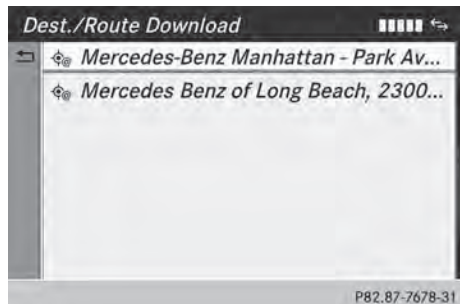 Dest./Route Download
Mercedes-Benz Manhattan - Park Av...
Mercedes Benz of Long Beach, 2300...
P82.87-7678-31